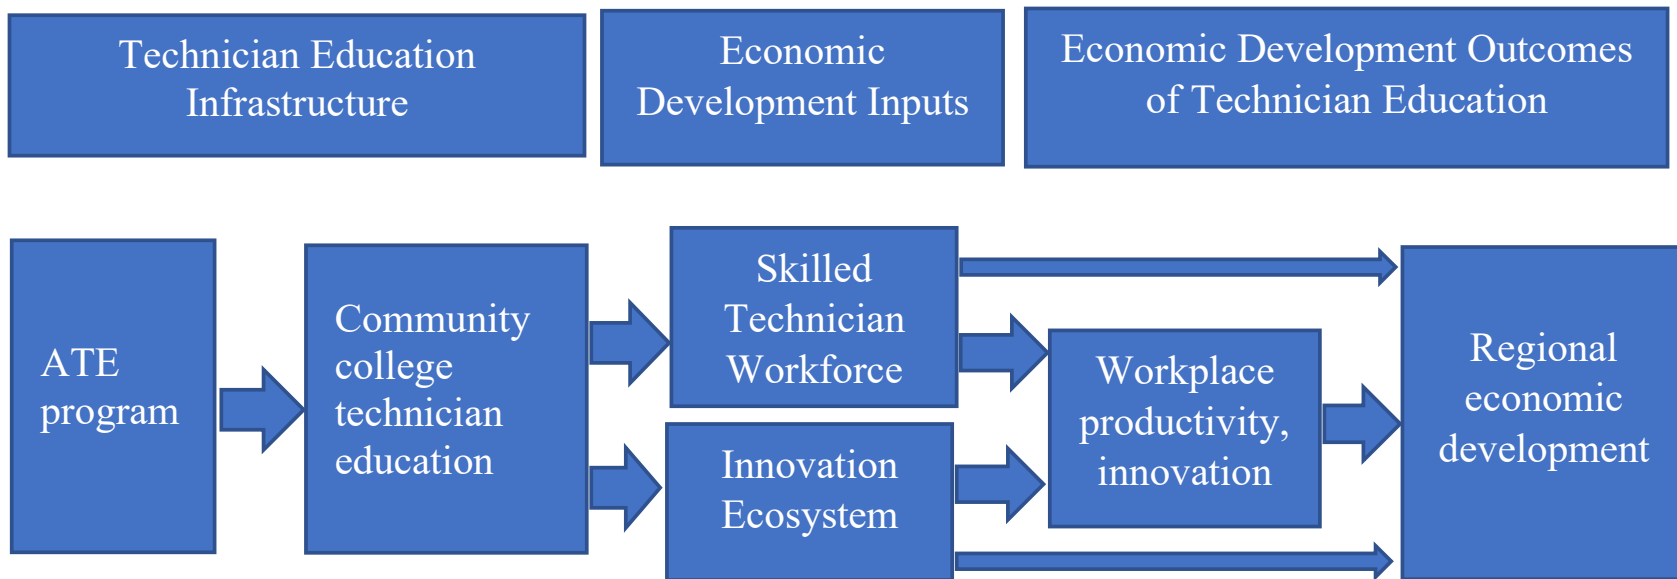 Technician Education
Infrastructure
Economic
Development Inputs
Economic Development Outcomes
of Technician Education
ATE
program
Community
college
technician
education
Skilled
Technician
Workforce
Innovation
Ecosystem
Workplace
productivity,
innovation
Regional
economic
development